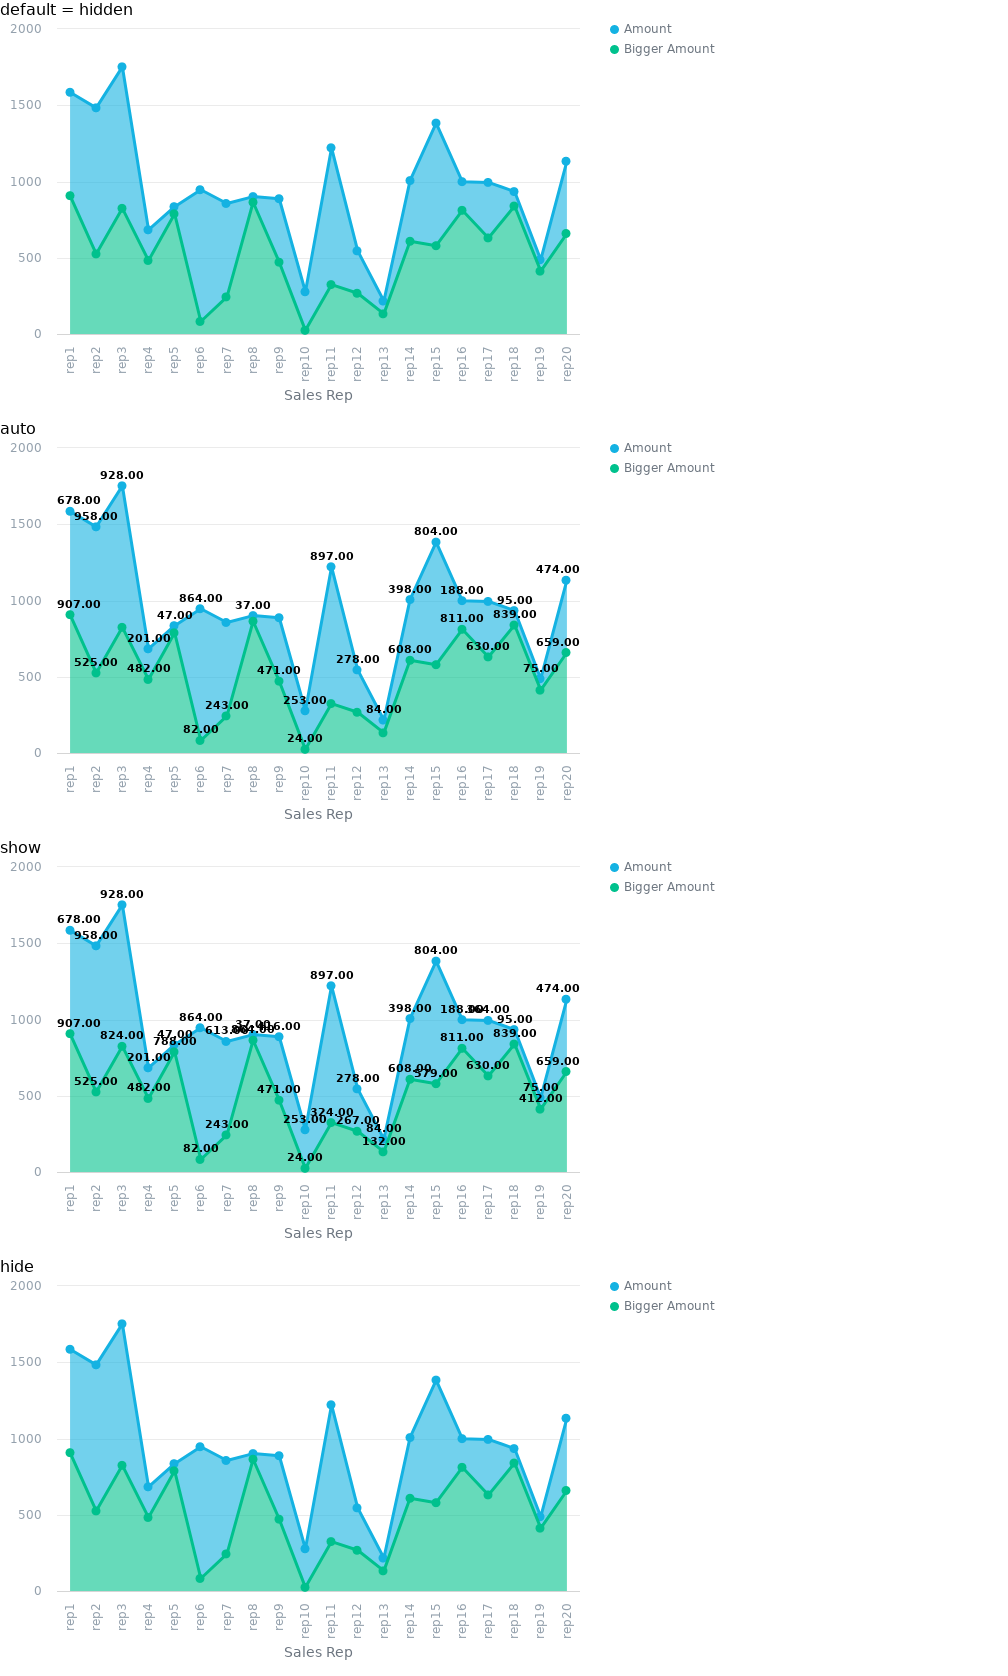 default = hidden
2000
1500
1000
500
0
rep1 rep2 rep3 rep4 rep5 rep6 rep7 rep8 rep9 rep10 rep11 rep12 rep13 rep14 rep15 rep16 rep17 rep18 rep19 rep20
Sales Rep
Amount
Bigger Amount
auto
2000
1500
1000
500
0
678.00 958.00 928.00 201.00 47.00 864.00 37.00 253.00 897.00 278.00 84.00 398.00 804.00 188.00 95.00 75.00 474.00
907.00 525.00 482.00 82.00 243.00 471.00 24.00 608.00 811.00 630.00 839.00 659.00
rep1 rep2 rep3 rep4 rep5 rep6 rep7 rep8 rep9 rep10 rep11 rep12 rep13 rep14 rep15 rep16 rep17 rep18 rep19 rep20
Sales Rep
Amount
Bigger Amount
show
2000
1500
1000
500
0
678.00 958.00 928.00 201.00 47.00 864.00 37.00 253.00 897.00 278.00 84.00 398.00 804.00 188.00 95.00 75.00 474.00
907.00 525.00 824.00 482.00 788.00 82.00 243.00 471.00 24.00 324.00 267.00 132.00 608.00 579.00 811.00 630.00 839.00 412.00 659.00
rep1 rep2 rep3 rep4 rep5 rep6 rep7 rep8 rep9 rep10 rep11 rep12 rep13 rep14 rep15 rep16 rep17 rep18 rep19 rep20
Sales Rep
Amount
Bigger Amount
hide
2000
1500
1000
500
0
rep1 rep2 rep3 rep4 rep5 rep6 rep7 rep8 rep9 rep10 rep11 rep12 rep13 rep14 rep15 rep16 rep17 rep18 rep19 rep20
Sales Rep
Amount
Bigger Amount